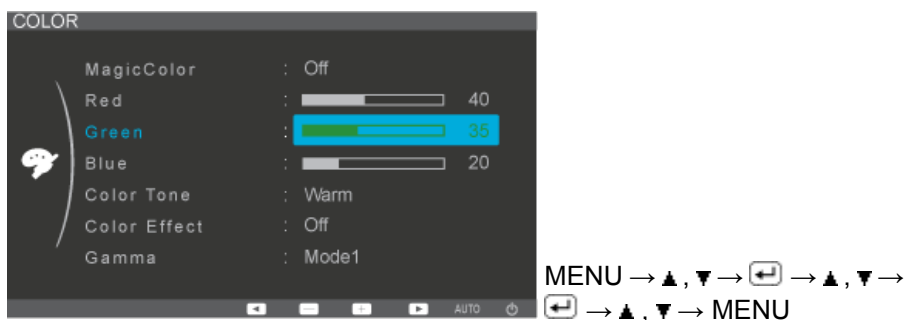 COLOR
MagicColor : Off
Red : 40
Green : 35
Blue : 20
Color Tone : Warm
Color Effect : Off
Gamma : Mode1
AUTO
MENU → ▲ , ▼ → ↵ → ▲ , ▼ →
↵ → ▲ , ▼ → MENU